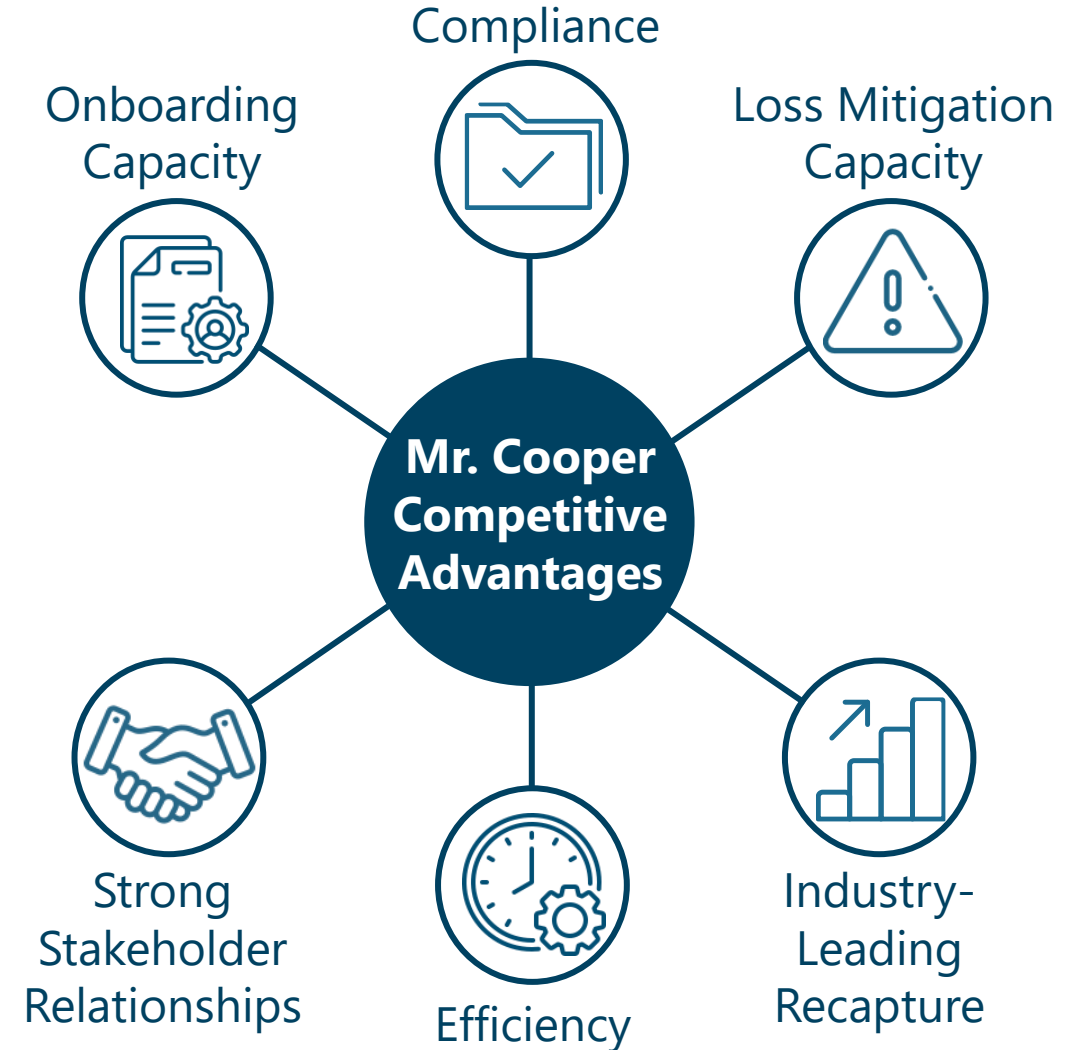 Compliance
Onboarding
Capacity
Loss Mitigation
Capacity
Mr. Cooper
Competitive
Advantages
Strong
Stakeholder
Relationships
Efficiency
Industry-
Leading
Recapture